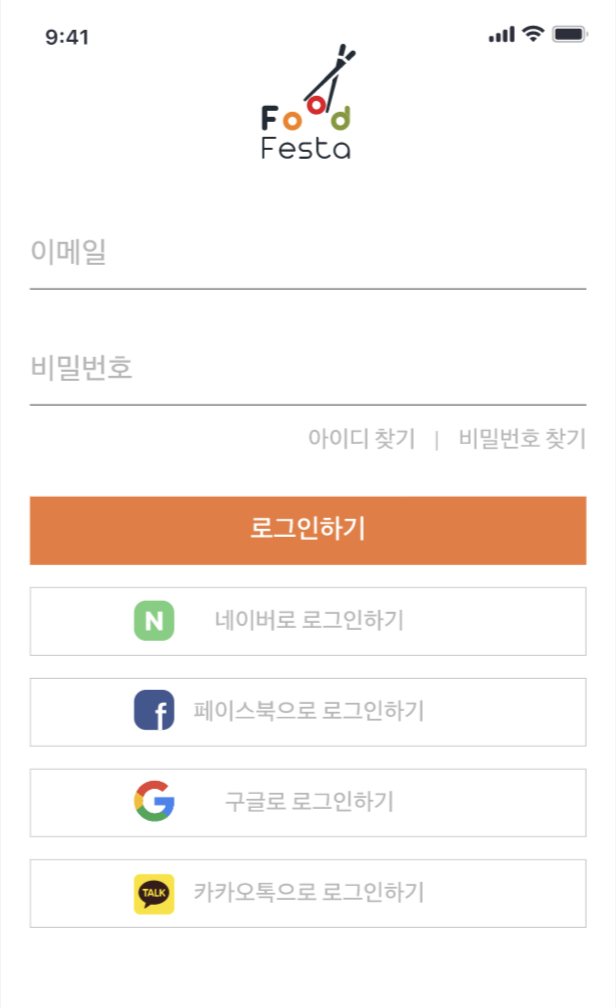 9:41
Food
Festa
이메일
비밀번호
아이디 찾기 | 비밀번호 찾기
로그인하기
N 네이버로 로그인하기
f 페이스북으로 로그인하기
G 구글로 로그인하기
TALK 카카오톡으로 로그인하기